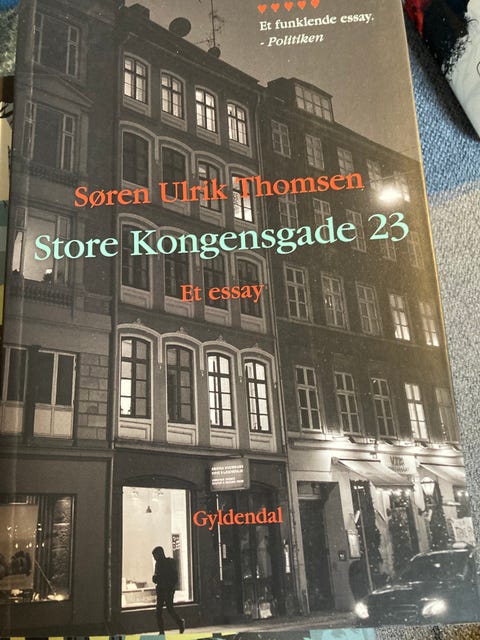 ♥♥♥♥♥
Et funklende essay.
- Politiken
Søren Ulrik Thomsen
Store Kongensgade 23
Et essay
Gyldendal